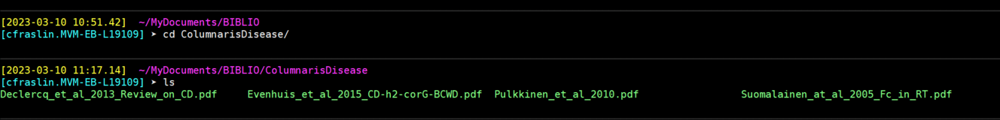 [2023-03-10 10:51.42]  ~/MyDocuments/BIBLIO
[cfraslin.MVM-EB-L19109] ➤ cd ColumnarisDisease/
[2023-03-10 11:17.14]  ~/MyDocuments/BIBLIO/ColumnarisDisease
[cfraslin.MVM-EB-L19109] ➤ ls
Declercq_et_al_2013_Review_on_CD.pdf     Evenhuis_et_al_2015_CD-h2-corG-BCWD.pdf  Pulkkinen_et_al_2010.pdf                 Suomalainen_at_al_2005_Fc_in_RT.pdf